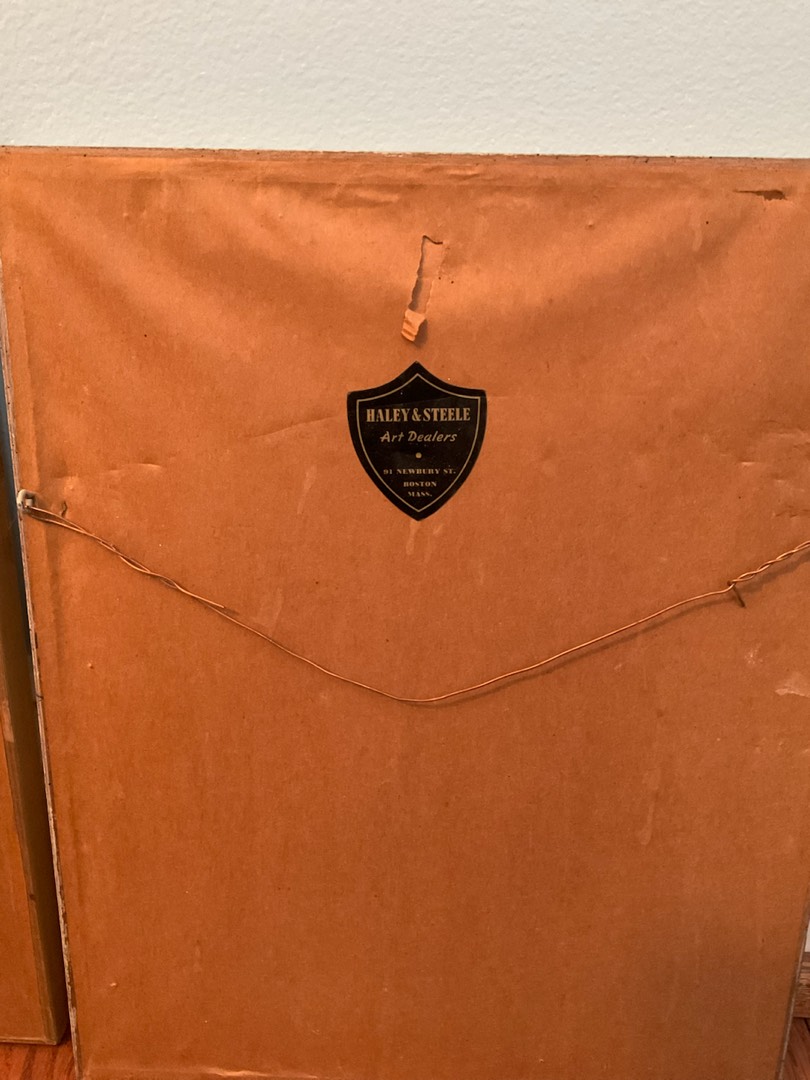 HALEY & STEELE
Art Dealers
91 NEWBURY ST.
BOSTON
MASS.